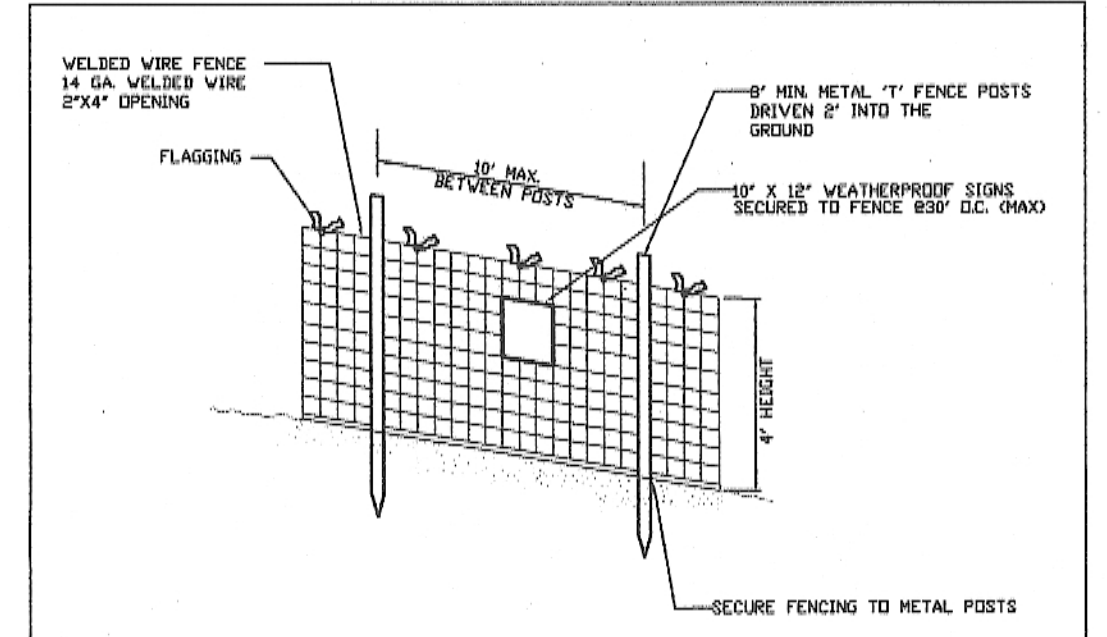 WELDED WIRE FENCE
14 GA. WELDED WIRE
2"X4" OPENING
FLAGGING
10' MAX.
BETWEEN POSTS
8' MIN. METAL 'T' FENCE POSTS
DRIVEN 2' INTO THE
GROUND
10" X 12" WEATHERPROOF SIGNS
SECURED TO FENCE @30' O.C. (MAX)
4' HEIGHT
SECURE FENCING TO METAL POSTS